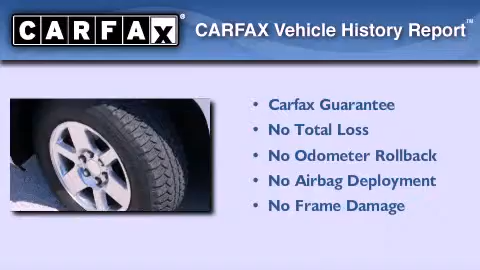 CARFAX® CARFAX Vehicle History Report™
• Carfax Guarantee
• No Total Loss
• No Odometer Rollback
• No Airbag Deployment
• No Frame Damage